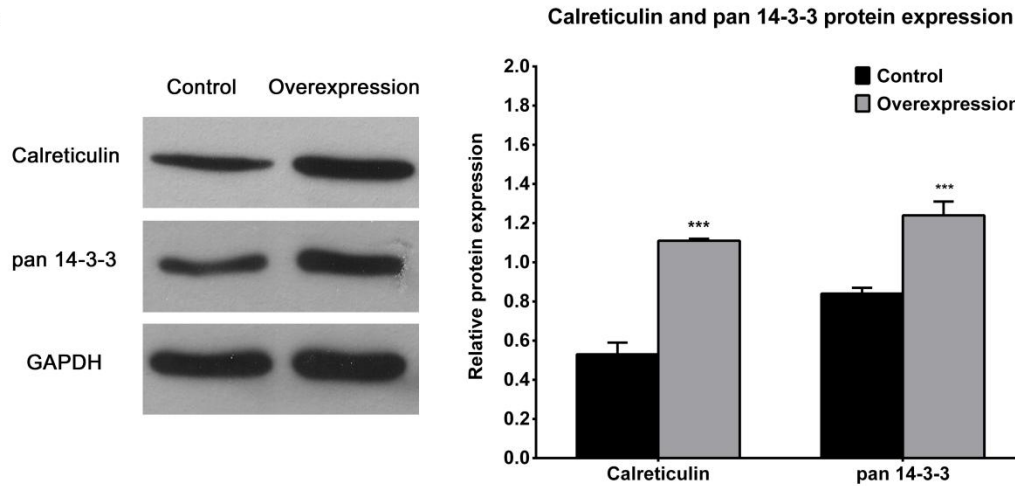 Control Overexpression
Calreticulin
pan 14-3-3
GAPDH
Calreticulin and pan 14-3-3 protein expression
Control
Overexpression
Relative protein expression
2.0
1.8
1.6
1.4
1.2
1.0
0.8
0.6
0.4
0.2
0.0
***
***
Calreticulin pan 14-3-3